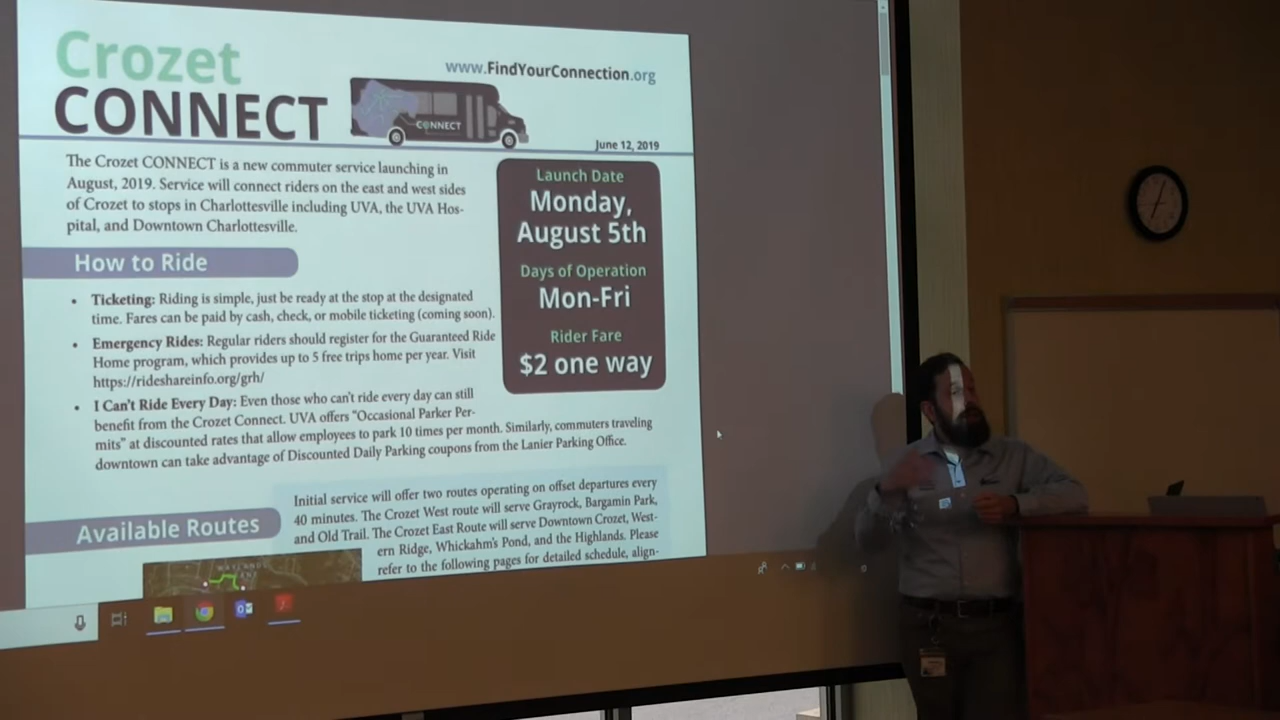 Crozet
CONNECT
www.FindYourConnection.org
CONNECT
June 12, 2019
The Crozet CONNECT is a new commuter service launching in
August, 2019. Service will connect riders on the east and west sides
of Crozet to stops in Charlottesville including UVA, the UVA Hos-
pital, and Downtown Charlottesville.
Launch Date
Monday,
August 5th
Days of Operation
Mon-Fri
Rider Fare
$2 one way
How to Ride
• Ticketing: Riding is simple, just be ready at the stop at the designated
time. Fares can be paid by cash, check, or mobile ticketing (coming soon).
• Emergency Rides: Regular riders should register for the Guaranteed Ride
Home program, which provides up to 5 free trips home per year. Visit
https://rideshareinfo.org/grh/
• I Can't Ride Every Day: Even those who can't ride every day can still
benefit from the Crozet Connect. UVA offers "Occasional Parker Per-
mits" at discounted rates that allow employees to park 10 times per month. Similarly, commuters traveling
downtown can take advantage of Discounted Daily Parking coupons from the Lanier Parking Office.
Available Routes
Initial service will offer two routes operating on offset departures every
40 minutes. The Crozet West route will serve Grayrock, Bargamin Park,
and Old Trail. The Crozet East Route will serve Downtown Crozet, West-
ern Ridge, Whickahm's Pond, and the Highlands. Please
refer to the following pages for detailed schedule, align-